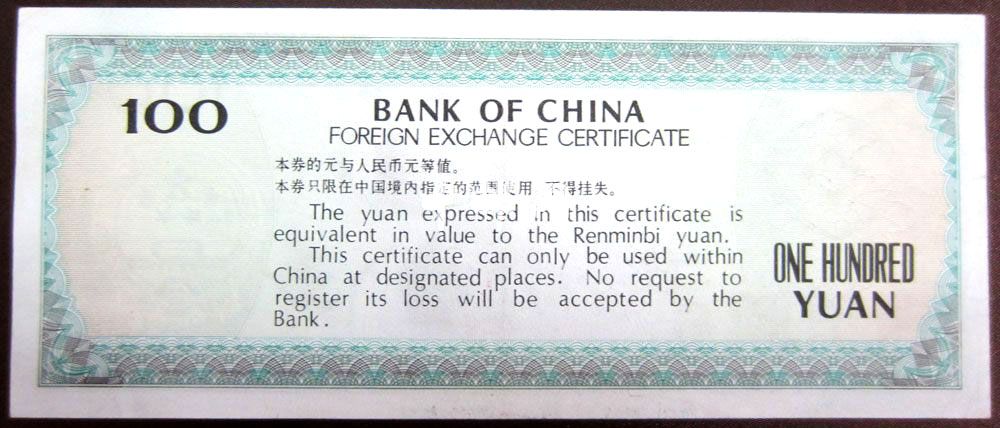 100
BANK OF CHINA
FOREIGN EXCHANGE CERTIFICATE
本券的元与人民币元等值。
本券只限在中国境内指定的范围使用 不得挂失。
The yuan expressed in this certificate is
equivalent in value to the Renminbi yuan.
This certificate can only be used within
China at designated places. No request to
register its loss will be accepted by the
Bank.
ONE HUNDRED
YUAN